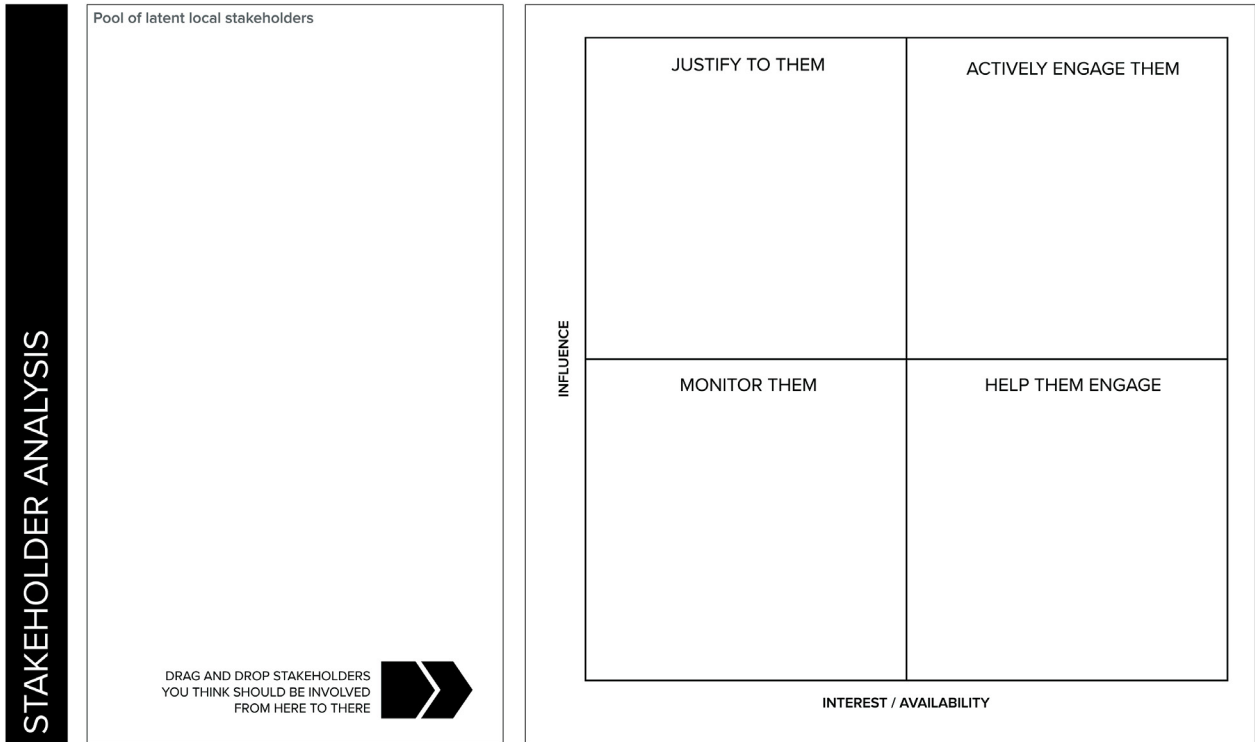 STAKEHOLDER ANALYSIS
Pool of latent local stakeholders
DRAG AND DROP STAKEHOLDERS
YOU THINK SHOULD BE INVOLVED
FROM HERE TO THERE
JUSTIFY TO THEM
ACTIVELY ENGAGE THEM
INFLUENCE
MONITOR THEM
HELP THEM ENGAGE
INTEREST / AVAILABILITY